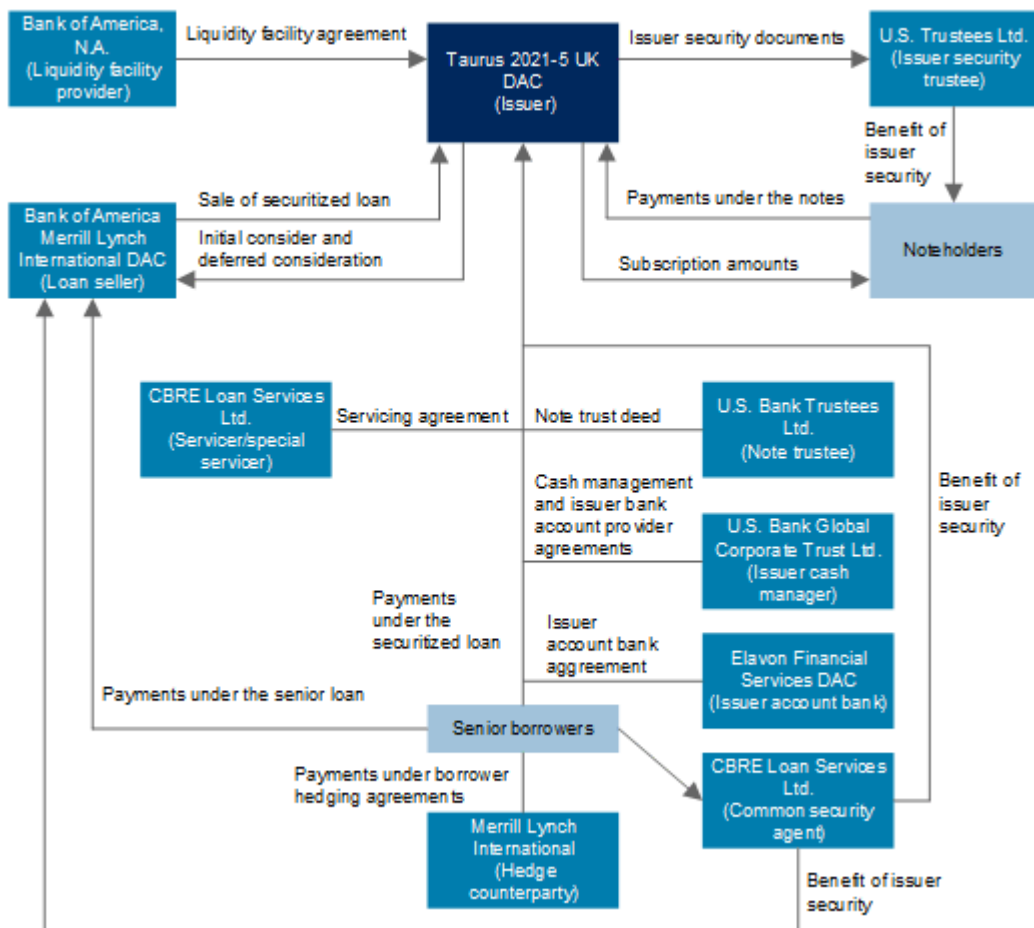 Bank of America,
N.A.
(Liquidity facility
provider)
Liquidity facility agreement
Taurus 2021-5 UK
DAC
(Issuer)
Issuer security documents
U.S. Trustees Ltd.
(Issuer security
trustee)
Benefit of
issuer
security
Sale of securitized loan
Payments under the notes
Bank of America
Merrill Lynch
International DAC
(Loan seller)
Initial consider and
deferred consideration
Subscription amounts
Noteholders
CBRE Loan Services
Ltd.
(Servicer/special
servicer)
Servicing agreement
Note trust deed
U.S. Bank Trustees
Ltd.
(Note trustee)
Cash management
and issuer bank
account provider
agreements
U.S. Bank Global
Corporate Trust Ltd.
(Issuer cash
manager)
Benefit of
issuer
security
Payments
under the
securitized loan
Issuer
account bank
aggreement
Elavon Financial
Services DAC
(Issuer account bank)
Payments under the senior loan
Senior borrowers
Payments under borrower
hedging agreements
CBRE Loan Services
Ltd.
(Common security
agent)
Merrill Lynch
International
(Hedge
counterparty)
Benefit of issuer
security